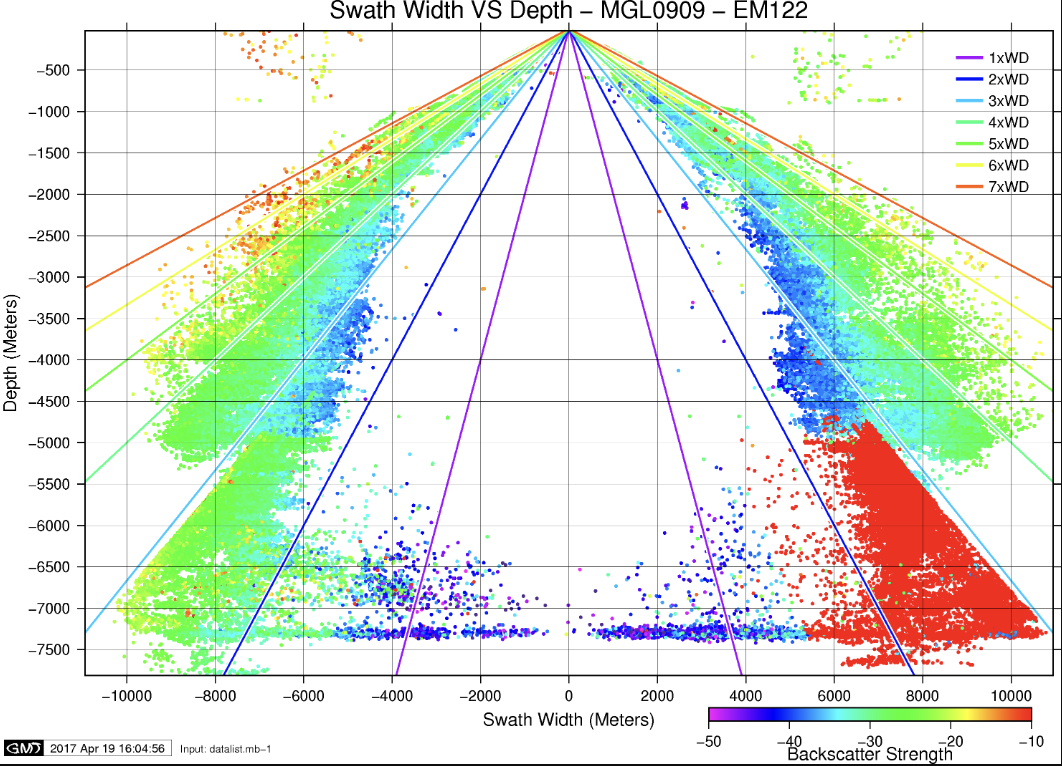 Swath Width VS Depth – MGL0909 – EM122
1xWD
2xWD
3xWD
4xWD
5xWD
6xWD
7xWD
Depth (Meters)
−500
−1000
−1500
−2000
−2500
−3000
−3500
−4000
−4500
−5000
−5500
−6000
−6500
−7000
−7500
−10000 −8000 −6000 −4000 −2000 0 2000 4000 6000 8000 10000
Swath Width (Meters)
−50 −40 −30 −20 −10
Backscatter Strength
GMT 2017 Apr 19 16:04:56 Input: datalist.mb−1